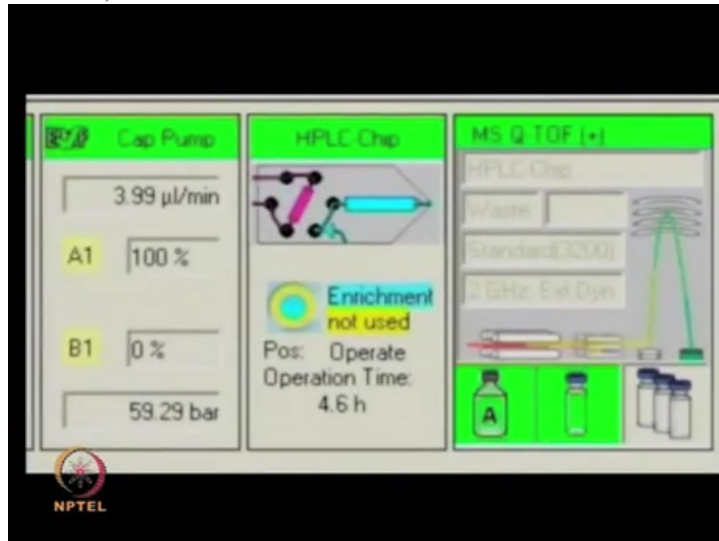 Cap Pump
3.99 µl/min
A1
100 %
B1
0 %
59.29 bar
HPLC-Chip
Enrichment
not used
Pos: Operate
Operation Time:
4.6 h
MS Q-TOF (+)
HPLC Chip
Waste
Standard(3200)
2 GHz, Ext Dyn
A
NPTEL